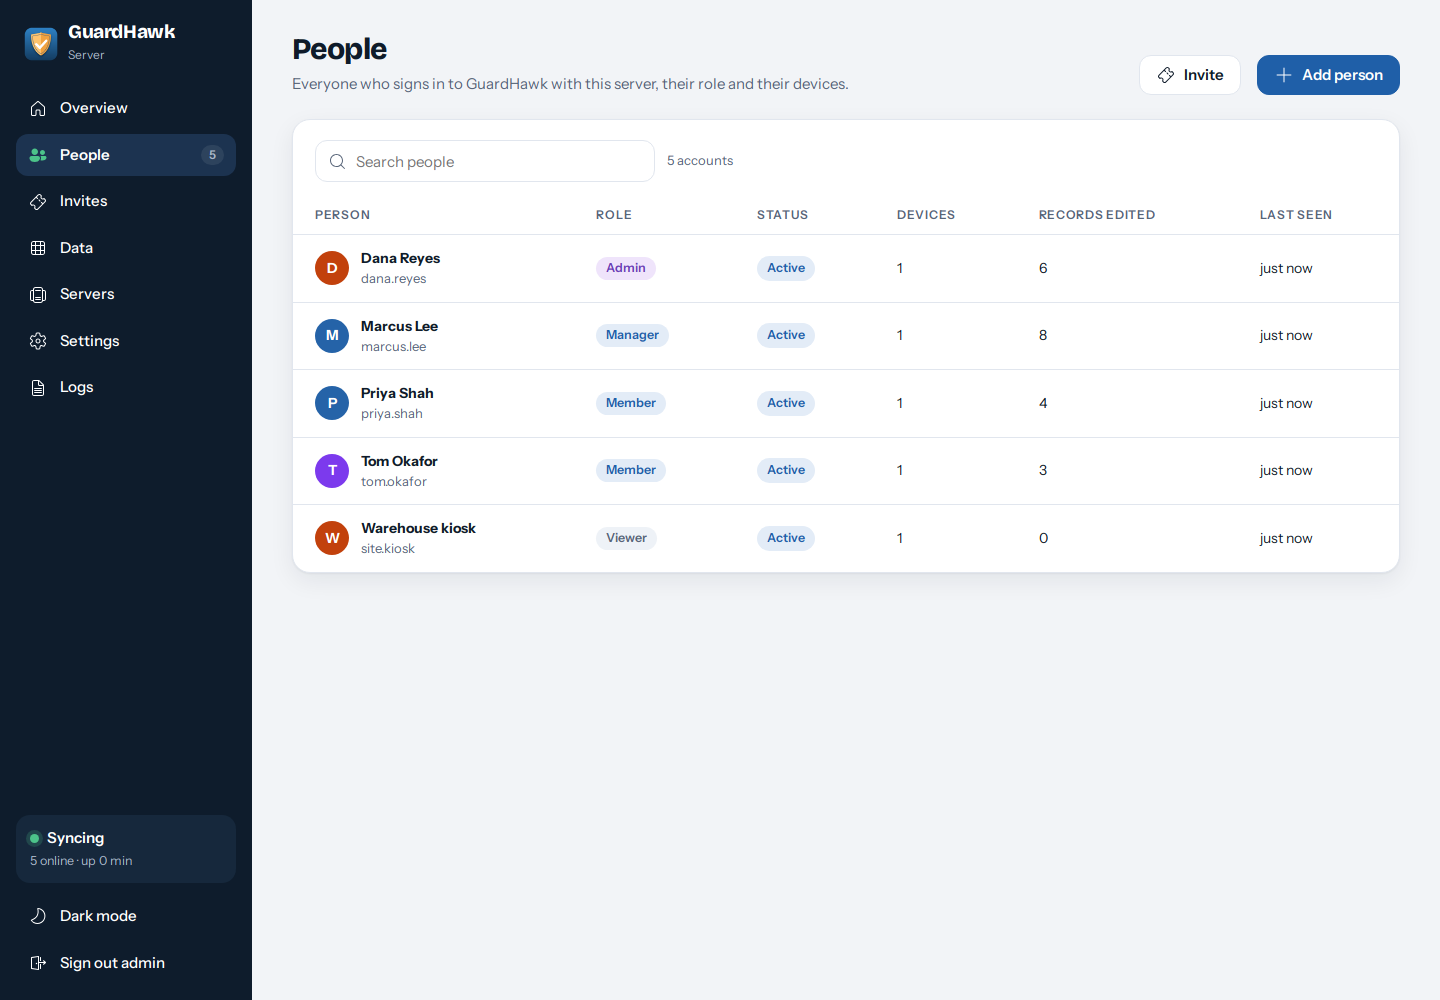 GuardHawk
Server
Overview
People 5
Invites
Data
Servers
Settings
Logs
Syncing
5 online · up 0 min
Dark mode
Sign out admin
People
Everyone who signs in to GuardHawk with this server, their role and their devices.
Invite
Add person
Search people
5 accounts
PERSON ROLE STATUS DEVICES RECORDS EDITED LAST SEEN
D Dana Reyes Admin Active 1 6 just now
dana.reyes
M Marcus Lee Manager Active 1 8 just now
marcus.lee
P Priya Shah Member Active 1 4 just now
priya.shah
T Tom Okafor Member Active 1 3 just now
tom.okafor
W Warehouse kiosk Viewer Active 1 0 just now
site.kiosk